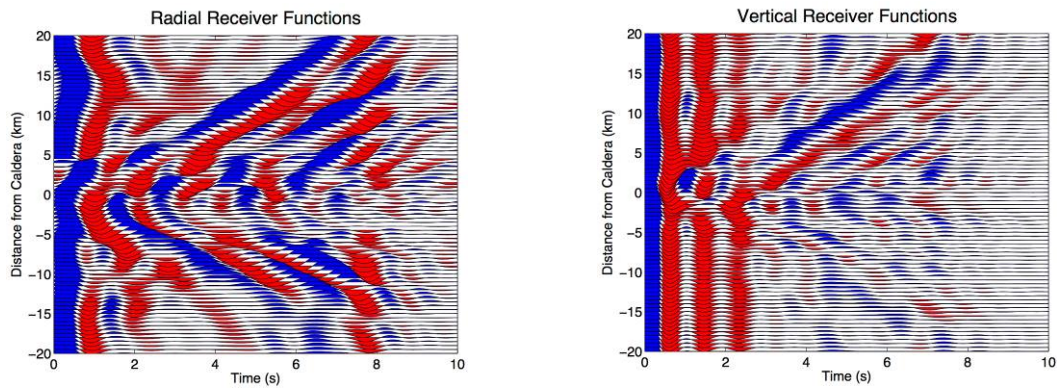 Radial Receiver Functions
20
15
10
5
0
−5
−10
−15
−20
Distance from Caldera (km)
0 2 4 6 8 10
Time (s)
Vertical Receiver Functions
20
15
10
5
0
−5
−10
−15
−20
Distance from Caldera (km)
0 2 4 6 8 10
Time (s)